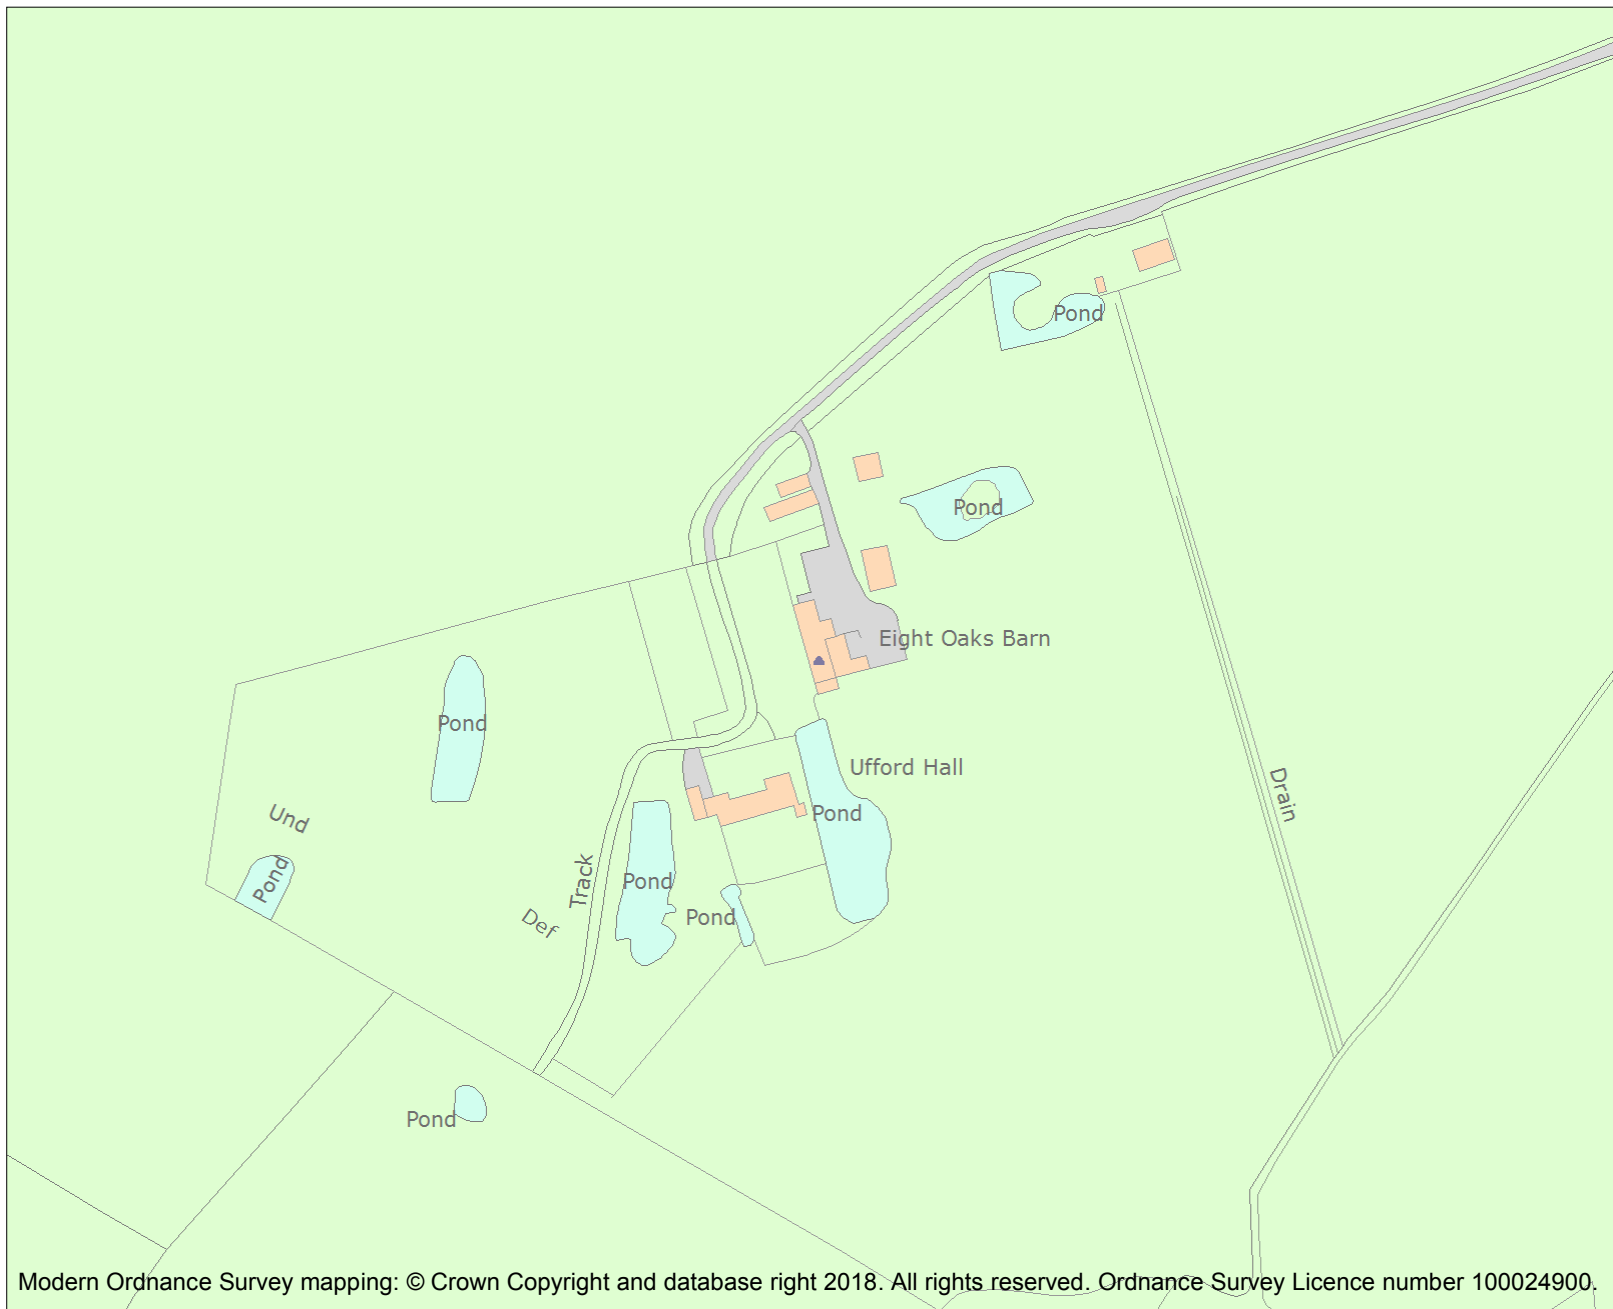 Pond
Pond
Eight Oaks Barn
Pond
Ufford Hall
Drain
Pond
Und
Track
Pond
Pond
Pond
Def
Pond
Modern Ordnance Survey mapping: © Crown Copyright and database right 2018. All rights reserved. Ordnance Survey Licence number 100024900.